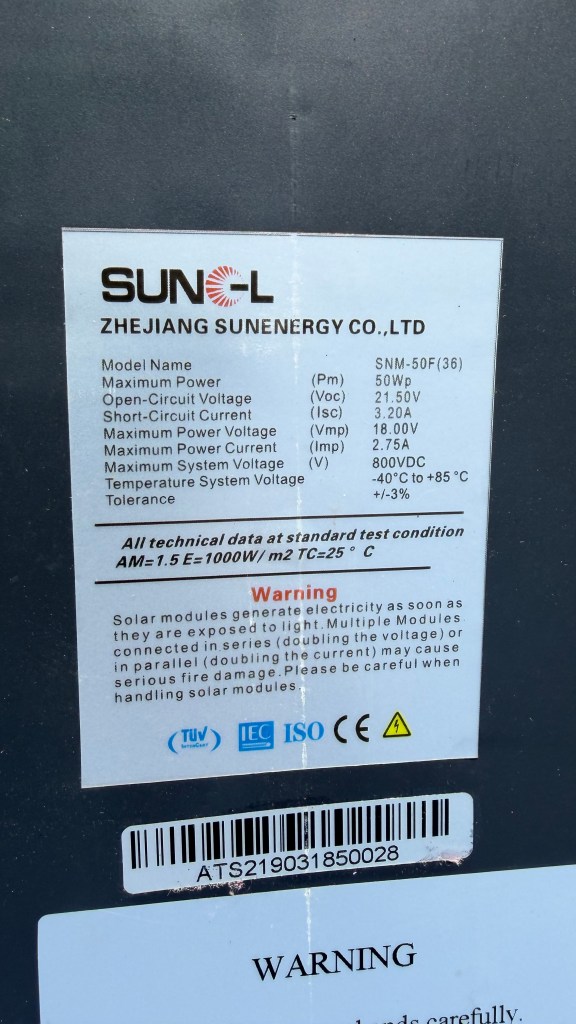 SUNEL
ZHEJIANG SUNENERGY CO.,LTD
Model Name SNM-50F(36)
Maximum Power (Pm) 50Wp
Open-Circuit Voltage (Voc) 21.50V
Short-Circuit Current (Isc) 3.20A
Maximum Power Voltage (Vmp) 18.00V
Maximum Power Current (Imp) 2.75A
Maximum System Voltage (V) 800VDC
Temperature System Voltage -40°C to +85°C
Tolerance +/-3%
All technical data at standard test condition
AM=1.5 E=1000W/ m2 TC=25° C
Warning
Solar modules generate electricity as soon as
they are exposed to light.Multiple Modules
connected in series (doubling the voltage) or
in parallel (doubling the current) may cause
serious fire damage.Please be careful when
handling solar modules.
TÜV IEC ISO CE
ATS219031850028
WARNING
carefully.